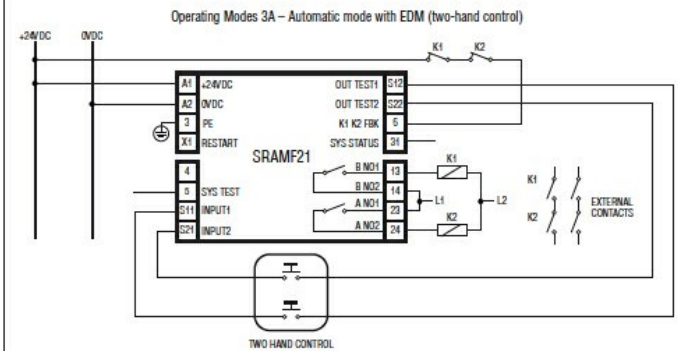 Operating Modes 3A – Automatic mode with EDM (two-hand control)
+24VDC 0VDC
K1 K2
A1 +24VDC OUT TEST1 S12
A2 0VDC OUT TEST2 S22
3 PE K1 K2 FBK 6
X1 RESTART SYS STATUS 31
SRAMF21
4 B NO1 13 K1
5 SYS TEST B NO2 14 L1
S11 INPUT1 A NO1 23 L2
S21 INPUT2 A NO2 24 K2
K1
K2
EXTERNAL
CONTACTS
TWO HAND CONTROL